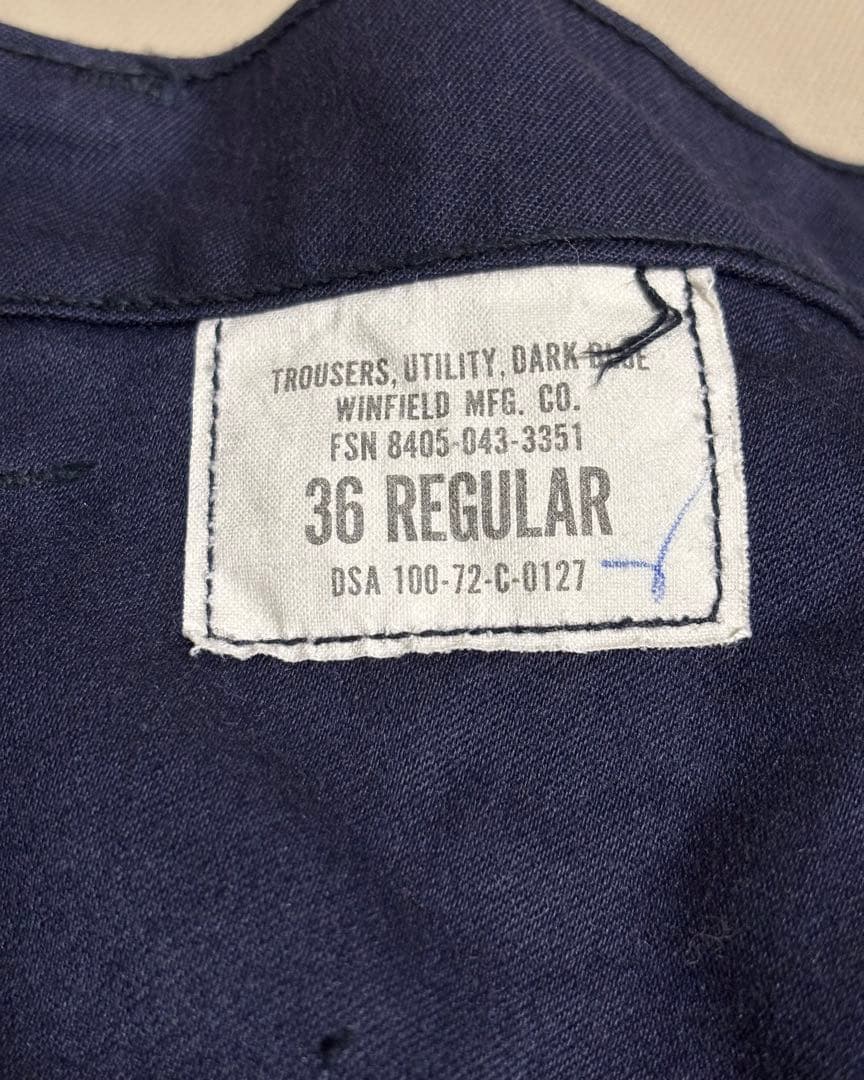 TROUSERS, UTILITY, DARK BLUE
WINFIELD MFG. CO.
FSN 8405-043-3351
36 REGULAR
DSA 100-72-C-0127